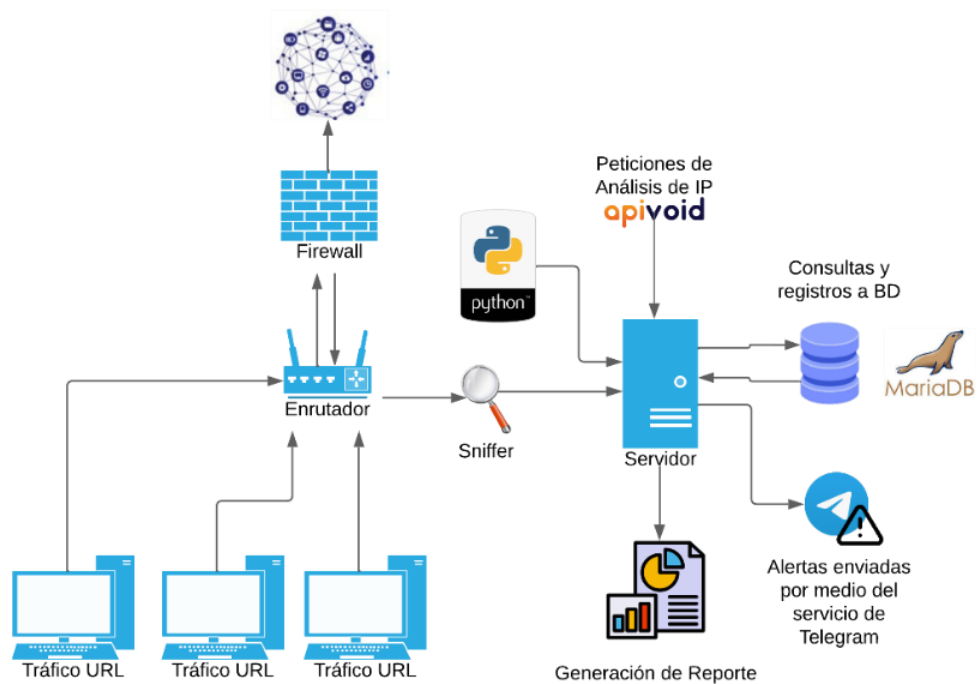 Peticiones de
Análisis de IP
apivoid
Firewall
python™
Consultas y
registros a BD
MariaDB
Enrutador
Sniffer
Servidor
Alertas enviadas
por medio del
servicio de
Telegram
Tráfico URL
Tráfico URL
Tráfico URL
Generación de Reporte